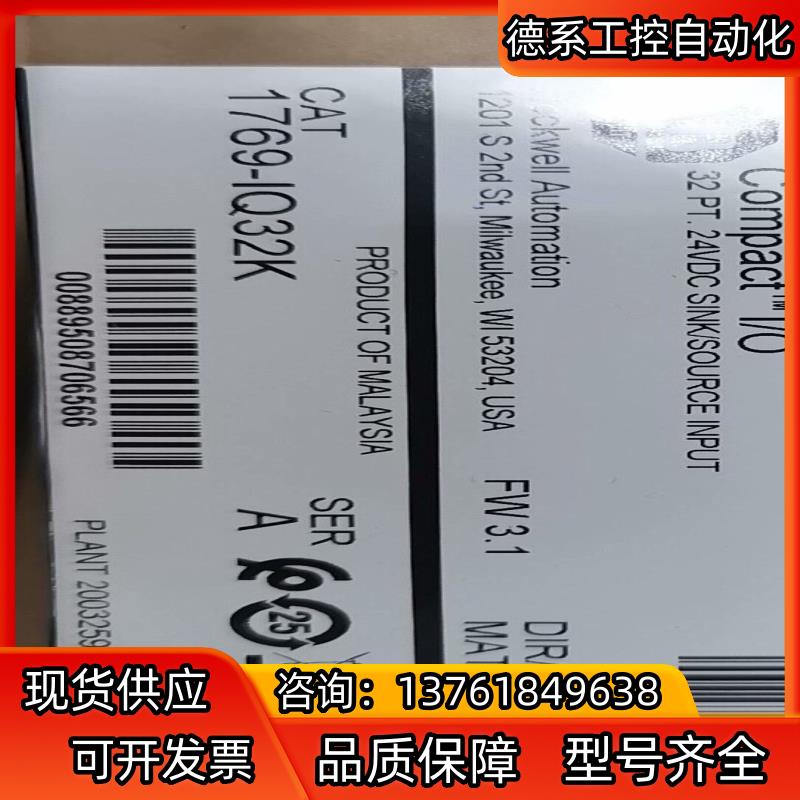 德系工控自动化
Compact™ I/O
32 PT. 24VDC SINK/SOURCE INPUT
Rockwell Automation
1201 S 2nd St, Milwaukee, WI 53204, USA
FW 3.1
CAT
1769-IQ32K
PRODUCT OF MALAYSIA
00889508706566
SER
A
25
PLANT 2003259
现货供应
咨询：13761849638
可开发票
品质保障
型号齐全